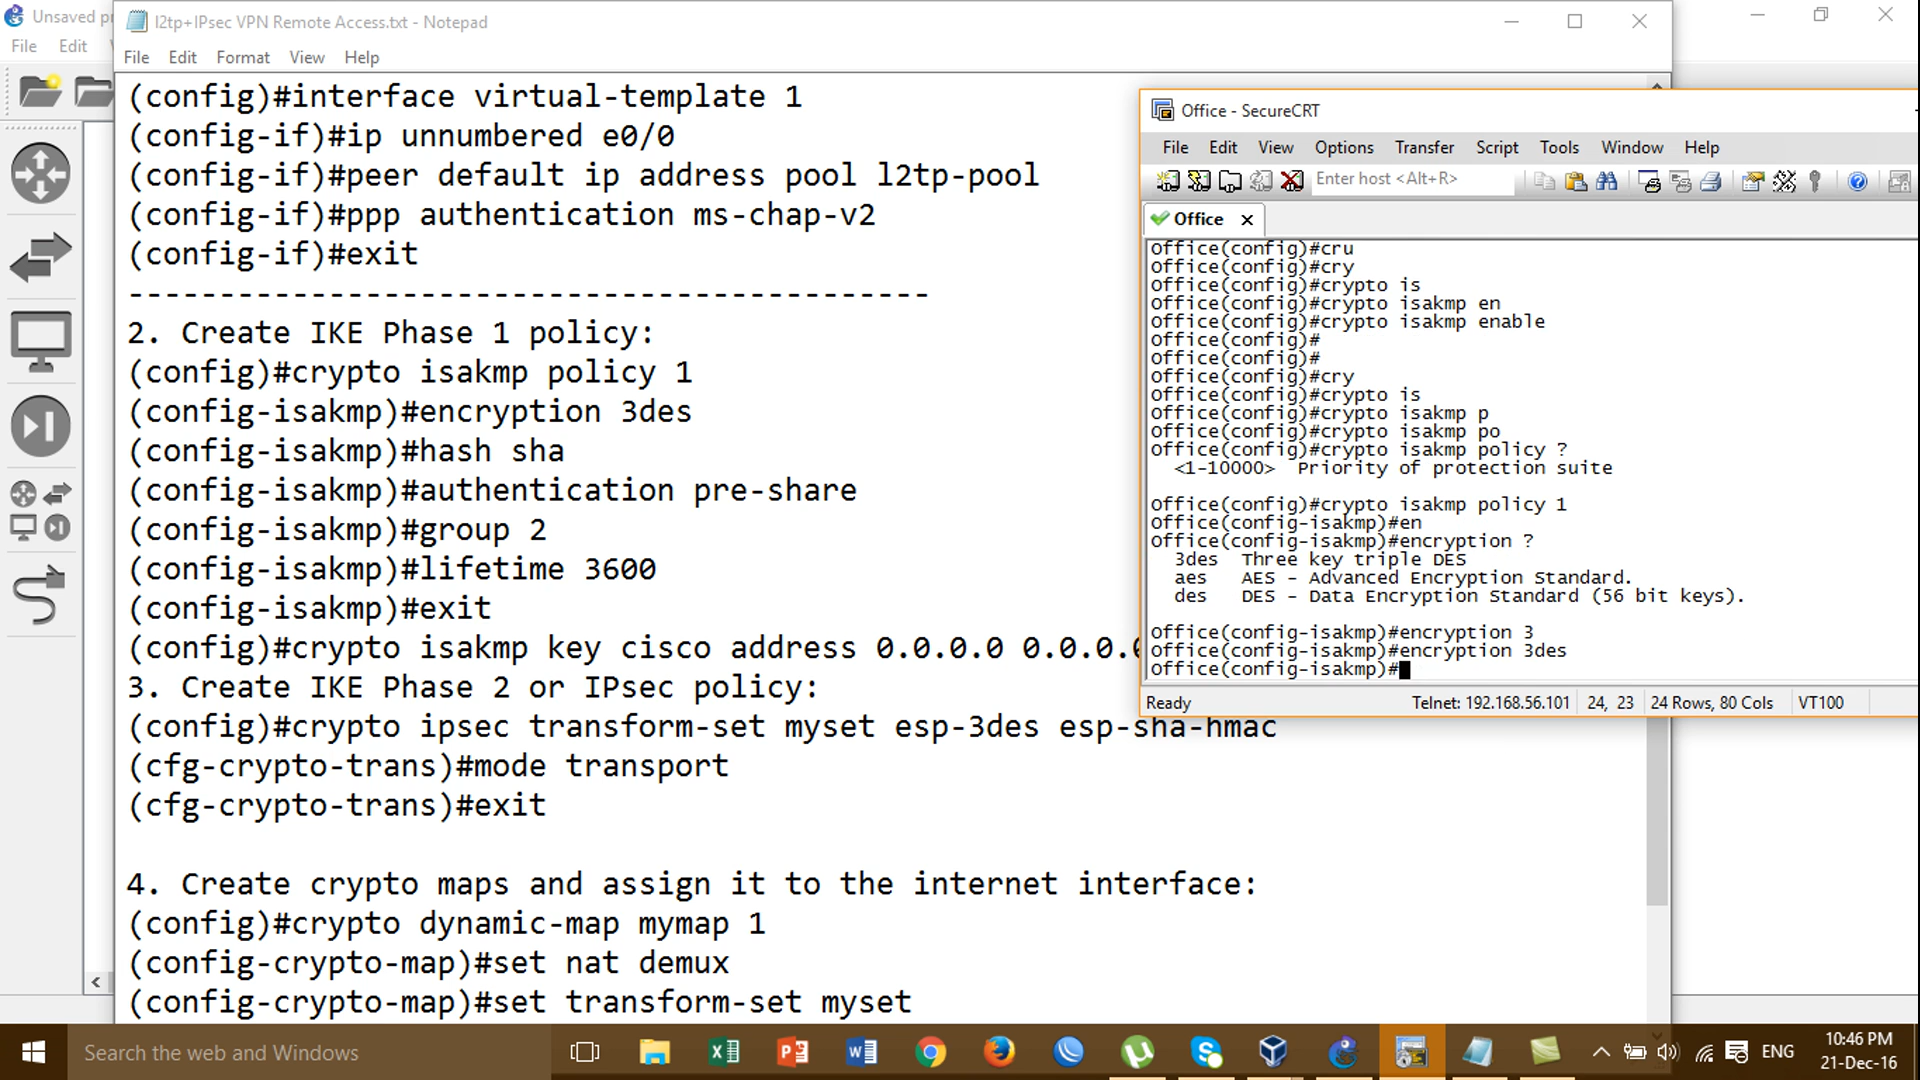 Unsaved pr
File Edit
l2tp+IPsec VPN Remote Access.txt - Notepad
File Edit Format View Help
(config)#interface virtual-template 1
(config-if)#ip unnumbered e0/0
(config-if)#peer default ip address pool l2tp-pool
(config-if)#ppp authentication ms-chap-v2
(config-if)#exit
--------------------------------------------
2. Create IKE Phase 1 policy:
(config)#crypto isakmp policy 1
(config-isakmp)#encryption 3des
(config-isakmp)#hash sha
(config-isakmp)#authentication pre-share
(config-isakmp)#group 2
(config-isakmp)#lifetime 3600
(config-isakmp)#exit
(config)#crypto isakmp key cisco address 0.0.0.0 0.0.0.0
3. Create IKE Phase 2 or IPsec policy:
(config)#crypto ipsec transform-set myset esp-3des esp-sha-hmac
(cfg-crypto-trans)#mode transport
(cfg-crypto-trans)#exit
4. Create crypto maps and assign it to the internet interface:
(config)#crypto dynamic-map mymap 1
(config-crypto-map)#set nat demux
(config-crypto-map)#set transform-set myset
Office - SecureCRT
File Edit View Options Transfer Script Tools Window Help
Enter host <Alt+R>
Office
Office(config)#cru
Office(config)#cry
Office(config)#crypto is
Office(config)#crypto isakmp en
Office(config)#crypto isakmp enable
Office(config)#
Office(config)#
Office(config)#cry
Office(config)#crypto is
Office(config)#crypto isakmp p
Office(config)#crypto isakmp po
Office(config)#crypto isakmp policy ?
<1-10000> Priority of protection suite
Office(config)#crypto isakmp policy 1
Office(config-isakmp)#en
Office(config-isakmp)#encryption ?
3des Three key triple DES
aes AES - Advanced Encryption Standard.
des DES - Data Encryption Standard (56 bit keys).
Office(config-isakmp)#encryption 3
Office(config-isakmp)#encryption 3des
Office(config-isakmp)#
Ready Telnet: 192.168.56.101 24, 23 24 Rows, 80 Cols VT100
Search the web and Windows
ENG
10:46 PM
21-Dec-16